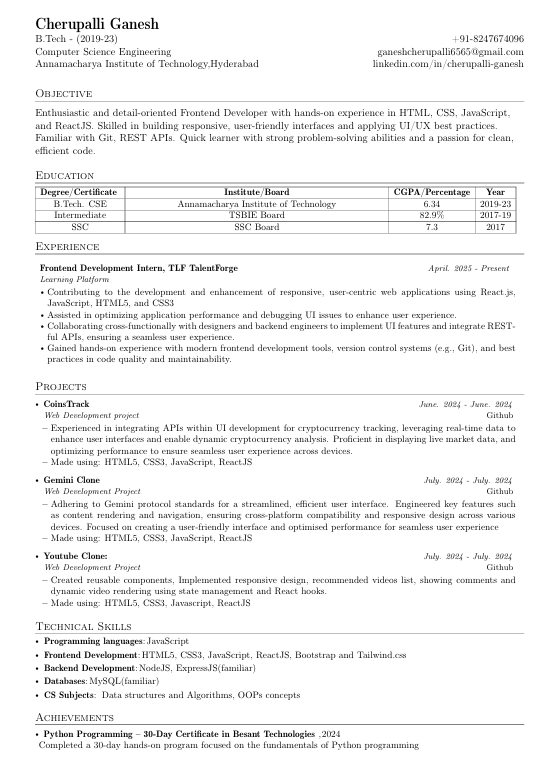 Cherupalli Ganesh
B.Tech - (2019-23) +91-8247674096
Computer Science Engineering ganeshcherupalli6565@gmail.com
Annamacharya Institute of Technology,Hyderabad linkedin.com/in/cherupalli-ganesh
Objective
Enthusiastic and detail-oriented Frontend Developer with hands-on experience in HTML, CSS, JavaScript,
and ReactJS. Skilled in building responsive, user-friendly interfaces and applying UI/UX best practices.
Familiar with Git, REST APIs. Quick learner with strong problem-solving abilities and a passion for clean,
efficient code.
Education
Degree/Certificate Institute/Board CGPA/Percentage Year
B.Tech. CSE Annamacharya Institute of Technology 6.34 2019-23
Intermediate TSBIE Board 82.9% 2017-19
SSC SSC Board 7.3 2017
Experience
Frontend Development Intern, TLF TalentForge April. 2025 - Present
Learning Platform
• Contributing to the development and enhancement of responsive, user-centric web applications using React.js,
JavaScript, HTML5, and CSS3
• Assisted in optimizing application performance and debugging UI issues to enhance user experience.
• Collaborating cross-functionally with designers and backend engineers to implement UI features and integrate REST-
ful APIs, ensuring a seamless user experience.
• Gained hands-on experience with modern frontend development tools, version control systems (e.g., Git), and best
practices in code quality and maintainability.
Projects
• CoinsTrack June. 2024 - June. 2024
Web Development project Github
– Experienced in integrating APIs within UI development for cryptocurrency tracking, leveraging real-time data to
enhance user interfaces and enable dynamic cryptocurrency analysis. Proficient in displaying live market data, and
optimizing performance to ensure seamless user experience across devices.
– Made using: HTML5, CSS3, JavaScript, ReactJS
• Gemini Clone July. 2024 - July. 2024
Web Development Project Github
– Adhering to Gemini protocol standards for a streamlined, efficient user interface. Engineered key features such
as content rendering and navigation, ensuring cross-platform compatibility and responsive design across various
devices. Focused on creating a user-friendly interface and optimised performance for seamless user experience
– Made using: HTML5, CSS3, JavaScript, ReactJS
• Youtube Clone: July. 2024 - July. 2024
Web Development Project Github
– Created reusable components, Implemented responsive design, recommended videos list, showing comments and
dynamic video rendering using state management and React hooks.
– Made using: HTML5, CSS3, Javascript, ReactJS
Technical Skills
• Programming languages: JavaScript
• Frontend Development: HTML5, CSS3, JavaScript, ReactJS, Bootstrap and Tailwind.css
• Backend Development: NodeJS, ExpressJS(familiar)
• Databases: MySQL(familiar)
• CS Subjects: Data structures and Algorithms, OOPs concepts
Achievements
• Python Programming – 30-Day Certificate in Besant Technologies ,2024
Completed a 30-day hands-on program focused on the fundamentals of Python programming